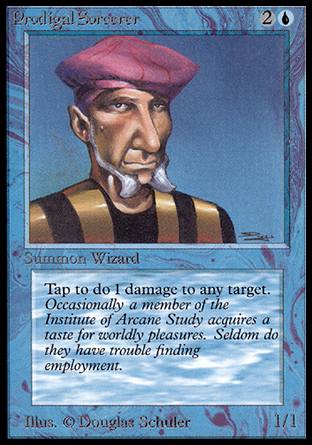 Prodigal Sorcerer 2
Summon Wizard
Tap to do 1 damage to any target.
Occasionally a member of the
Institute of Arcane Study acquires a
taste for worldly pleasures. Seldom do
they have trouble finding
employment.
Illus. © Douglas Schuler 1/1